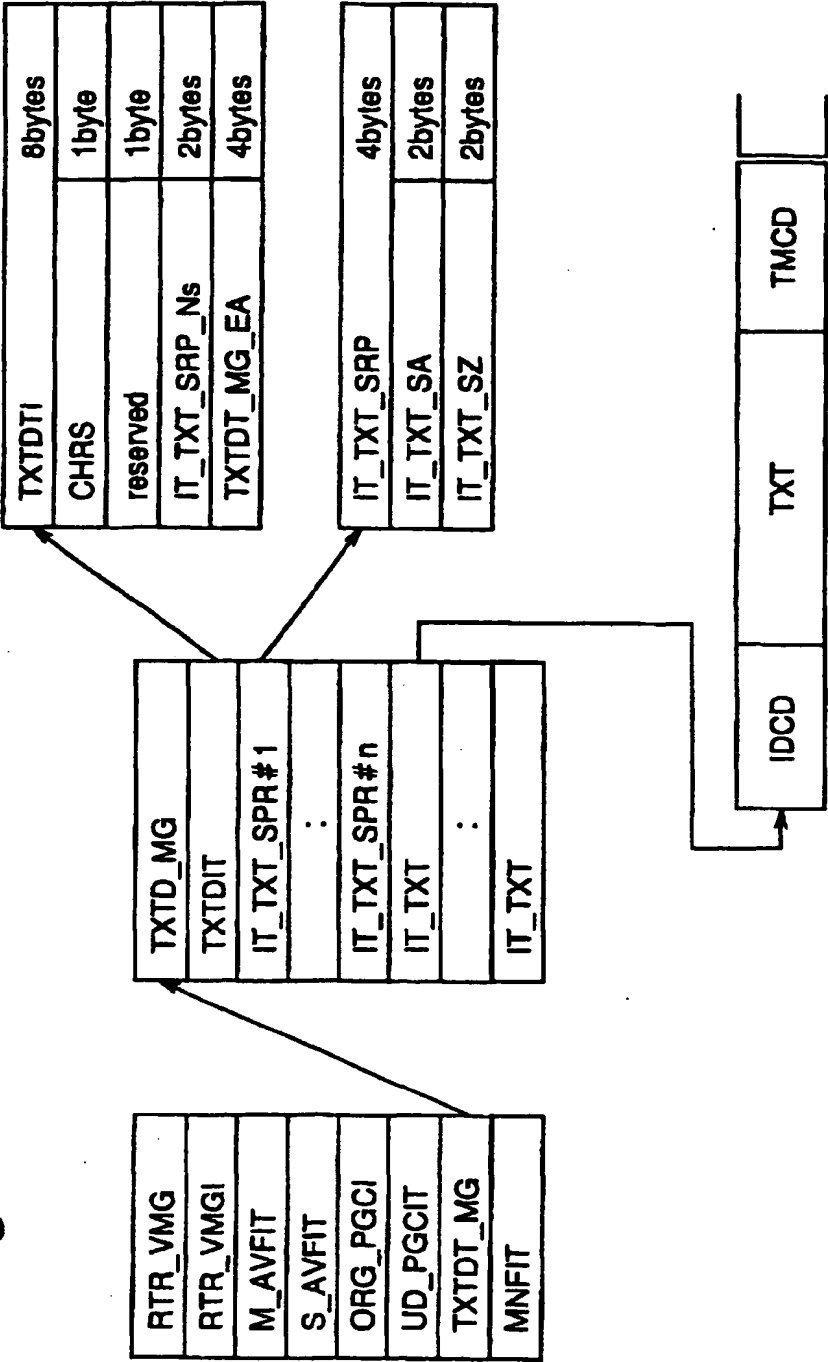 RTR_VMG
RTR_VMGI
M_AVFIT
S_AVFIT
ORG_PGCI
UD_PGCIT
TXTDT_MG
MNFIT
TXTD_MG
TXTDIT
IT_TXT_SPR#1
:
IT_TXT_SPR#n
IT_TXT
:
IT_TXT
TXTDTI 8bytes
CHRS 1byte
reserved 1byte
IT_TXT_SRP_Ns 2bytes
TXTDT_MG_EA 4bytes
IT_TXT_SRP 4bytes
IT_TXT_SA 2bytes
IT_TXT_SZ 2bytes
IDCD TXT TMCD